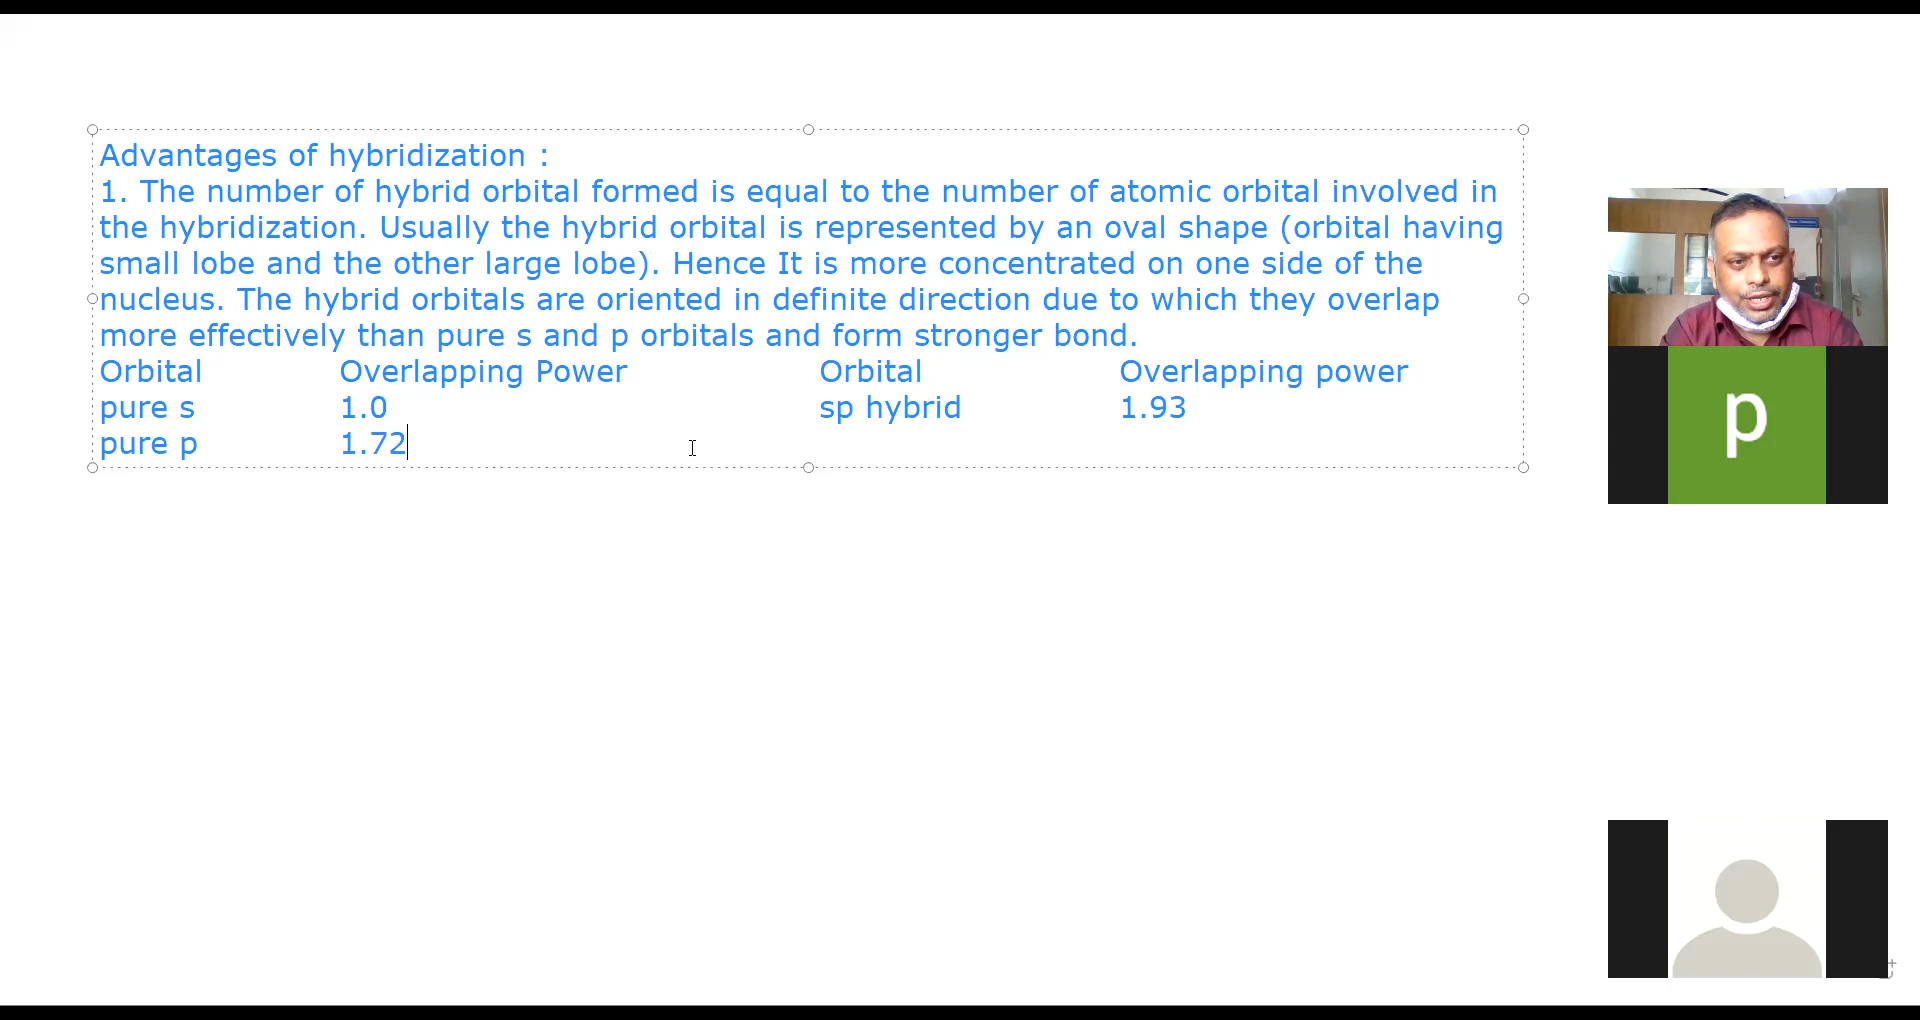 Advantages of hybridization :
1. The number of hybrid orbital formed is equal to the number of atomic orbital involved in
the hybridization. Usually the hybrid orbital is represented by an oval shape (orbital having
small lobe and the other large lobe). Hence It is more concentrated on one side of the
nucleus. The hybrid orbitals are oriented in definite direction due to which they overlap
more effectively than pure s and p orbitals and form stronger bond.
Orbital Overlapping Power Orbital Overlapping power
pure s 1.0 sp hybrid 1.93
pure p 1.72
p